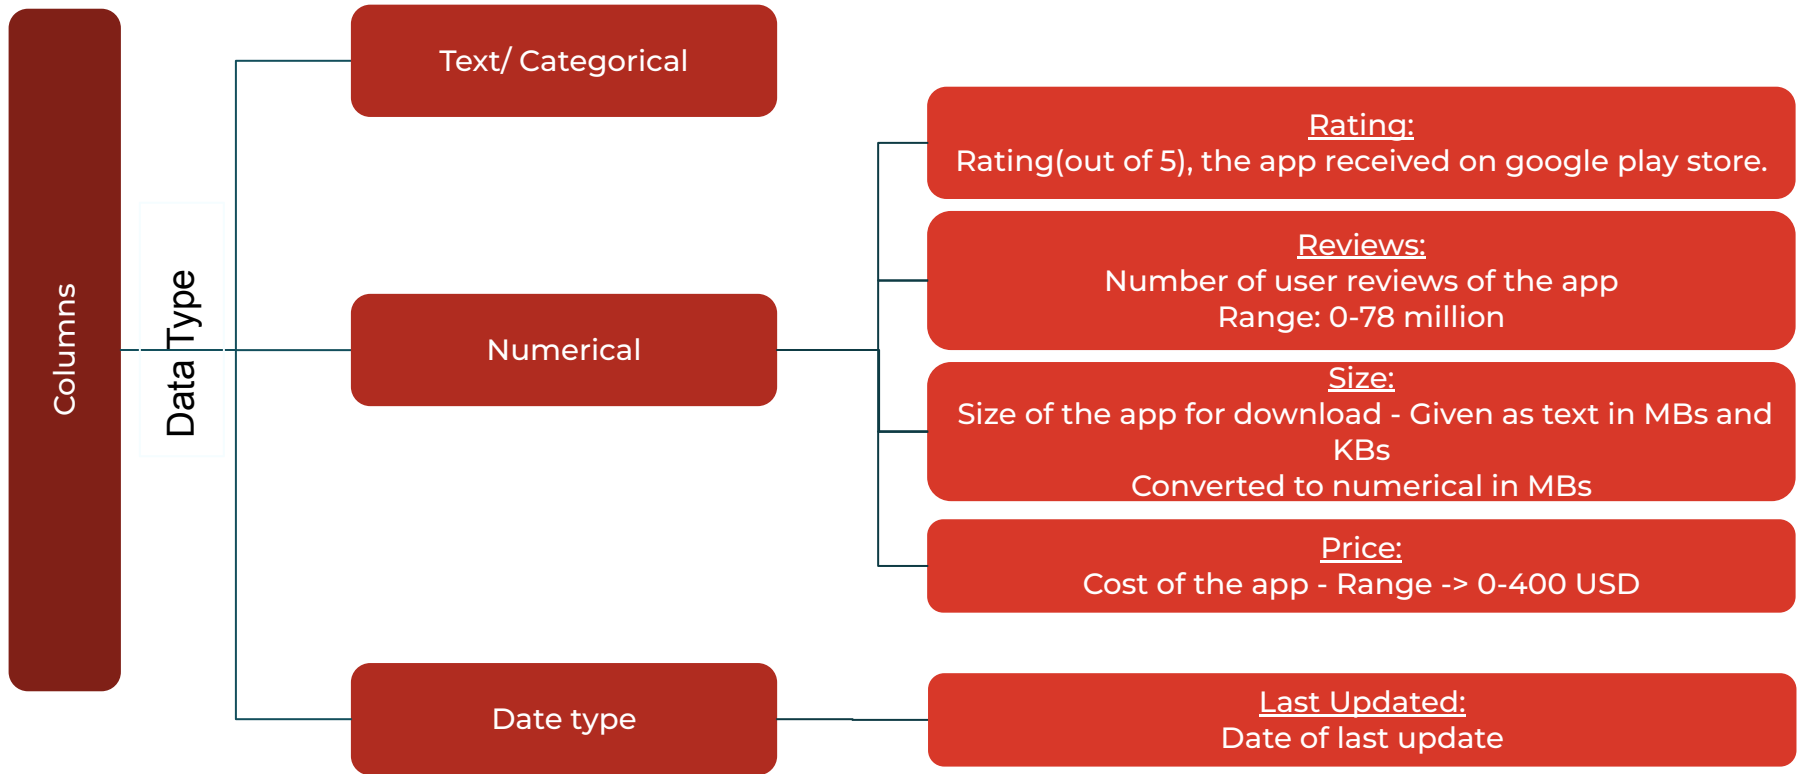 Columns
Data Type
Text/ Categorical
Numerical
Rating:
Rating(out of 5), the app received on google play store.
Reviews:
Number of user reviews of the app
Range: 0-78 million
Size:
Size of the app for download - Given as text in MBs and
KBs
Converted to numerical in MBs
Price:
Cost of the app - Range -> 0-400 USD
Date type
Last Updated:
Date of last update